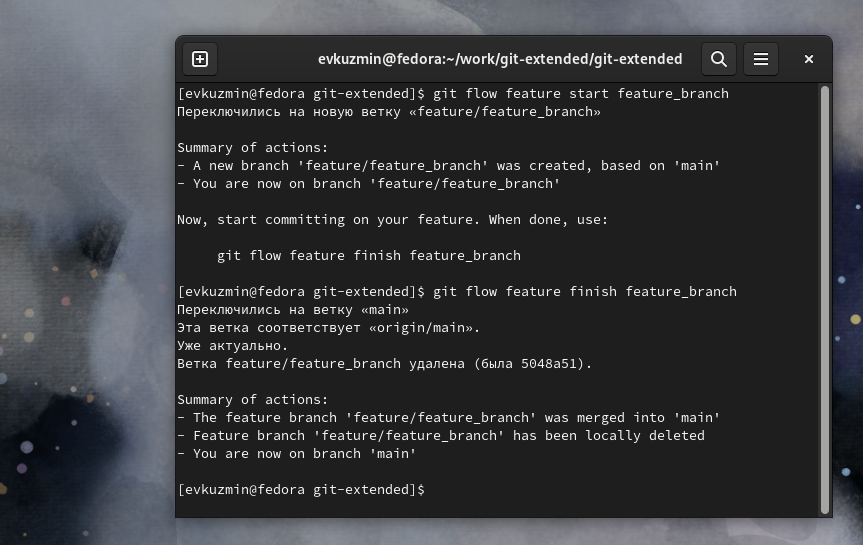 evkuzmin@fedora:~/work/git-extended/git-extended
[evkuzmin@fedora git-extended]$ git flow feature start feature_branch
Переключились на новую ветку «feature/feature_branch»
Summary of actions:
- A new branch 'feature/feature_branch' was created, based on 'main'
- You are now on branch 'feature/feature_branch'
Now, start committing on your feature. When done, use:
git flow feature finish feature_branch
[evkuzmin@fedora git-extended]$ git flow feature finish feature_branch
Переключились на ветку «main»
Эта ветка соответствует «origin/main».
Уже актуально.
Ветка feature/feature_branch удалена (была 5048a51).
Summary of actions:
- The feature branch 'feature/feature_branch' was merged into 'main'
- Feature branch 'feature/feature_branch' has been locally deleted
- You are now on branch 'main'
[evkuzmin@fedora git-extended]$